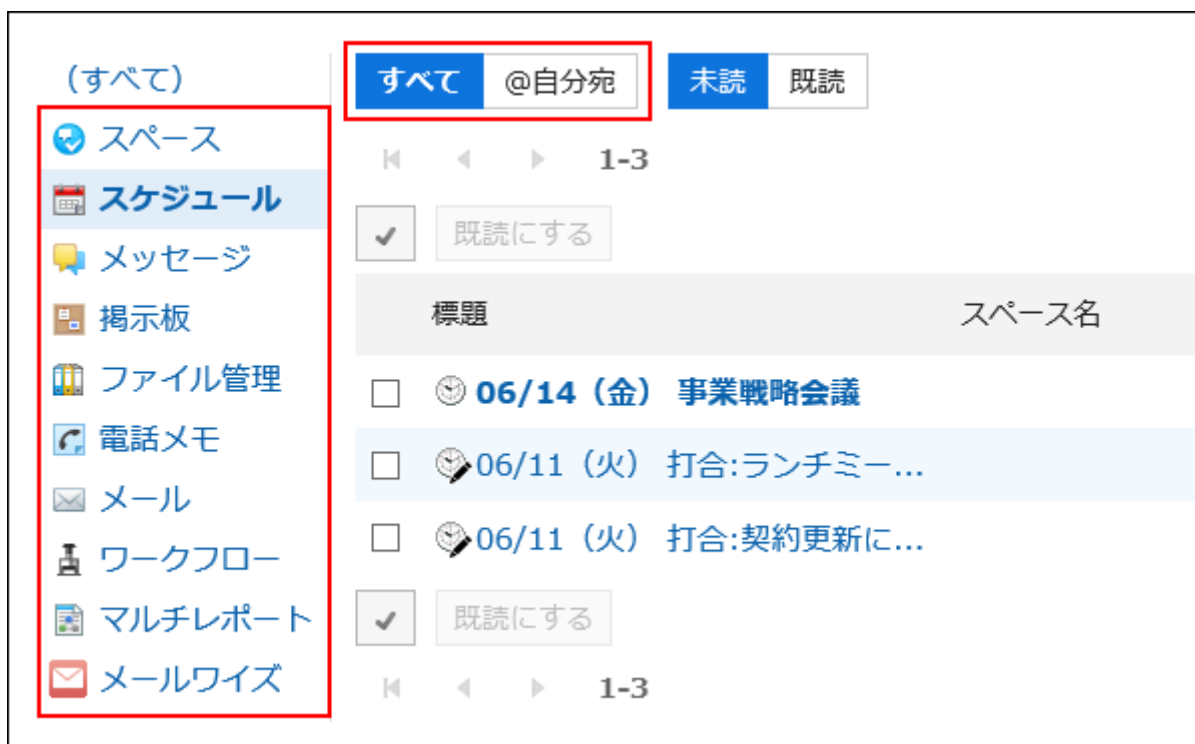 (すべて)
スペース
スケジュール
メッセージ
掲示板
ファイル管理
電話メモ
メール
ワークフロー
マルチレポート
メールワイズ
すべて @自分宛 未読 既読
1-3
既読にする
標題 スペース名
06/14（金） 事業戦略会議
06/11（火） 打合:ランチミー...
06/11（火） 打合:契約更新に...
既読にする
1-3